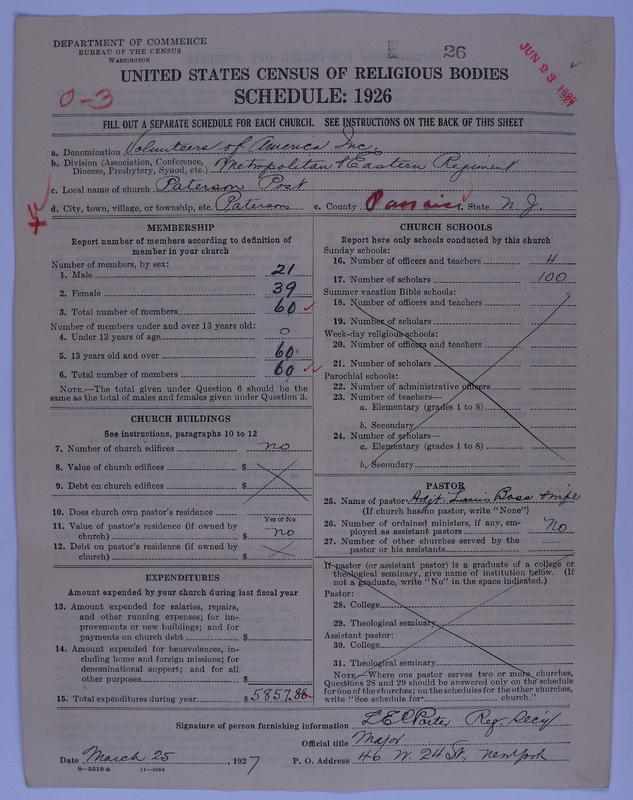 DEPARTMENT OF COMMERCE
BUREAU OF THE CENSUS
WASHINGTON
26
UNITED STATES CENSUS OF RELIGIOUS BODIES
0-3
SCHEDULE: 1926
FILL OUT A SEPARATE SCHEDULE FOR EACH CHURCH. SEE INSTRUCTIONS ON THE BACK OF THIS SHEET
a. Denomination Volunteers of America Inc.
b. Division (Association, Conference, Diocese, Presbytery, Synod, etc.) Metropolitan & Eastern Regiment
c. Local name of church Paterson Post
d. City, town, village, or township, etc. Paterson e. County Passaic f. State N. J.
MEMBERSHIP
Report number of members according to definition of member in your church
Number of members, by sex:
1. Male 21
2. Female 39
3. Total number of members 60
Number of members under and over 13 years old:
4. Under 13 years of age 0
5. 13 years old and over 60
6. Total number of members 60
NOTE.—The total given under Question 6 should be the same as the total of males and females given under Question 3.
CHURCH BUILDINGS
See instructions, paragraphs 10 to 12
7. Number of church edifices no
8. Value of church edifices $
9. Debt on church edifices $
10. Does church own pastor's residence
Yes or No
11. Value of pastor's residence (if owned by church) $ no
12. Debt on pastor's residence (if owned by church) $
EXPENDITURES
Amount expended by your church during last fiscal year
13. Amount expended for salaries, repairs, and other running expenses; for improvements or new buildings; and for payments on church debt $
14. Amount expended for benevolences, including home and foreign missions; for denominational support; and for all other purposes $
15. Total expenditures during year $ 5857.88
CHURCH SCHOOLS
Report here only schools conducted by this church
Sunday schools:
16. Number of officers and teachers 4
17. Number of scholars 100
Summer vacation Bible schools:
18. Number of officers and teachers
19. Number of scholars
Week-day religious schools:
20. Number of officers and teachers
21. Number of scholars
Parochial schools:
22. Number of administrative officers
23. Number of teachers—
a. Elementary (grades 1 to 8)
b. Secondary
24. Number of scholars—
a. Elementary (grades 1 to 8)
b. Secondary
PASTOR
25. Name of pastor Adjt. Louis Bass & wife
(If church has no pastor, write "None")
26. Number of ordained ministers, if any, employed as assistant pastors No
27. Number of other churches served by the pastor or his assistants
If pastor (or assistant pastor) is a graduate of a college or theological seminary, give name of institution below. (If not a graduate, write "No" in the space indicated.)
Pastor:
28. College
29. Theological seminary
Assistant pastor:
30. College
31. Theological seminary
NOTE.—Where one pastor serves two or more churches, Questions 28 and 29 should be answered only on the schedule for one of the churches; on the schedules for the other churches, write "See schedule for church."
Signature of person furnishing information Porter Reg. Secy
Official title Major
Date March 25, 1927 P. O. Address 46 W. 24 St., New York
8-5518 a 11-9268